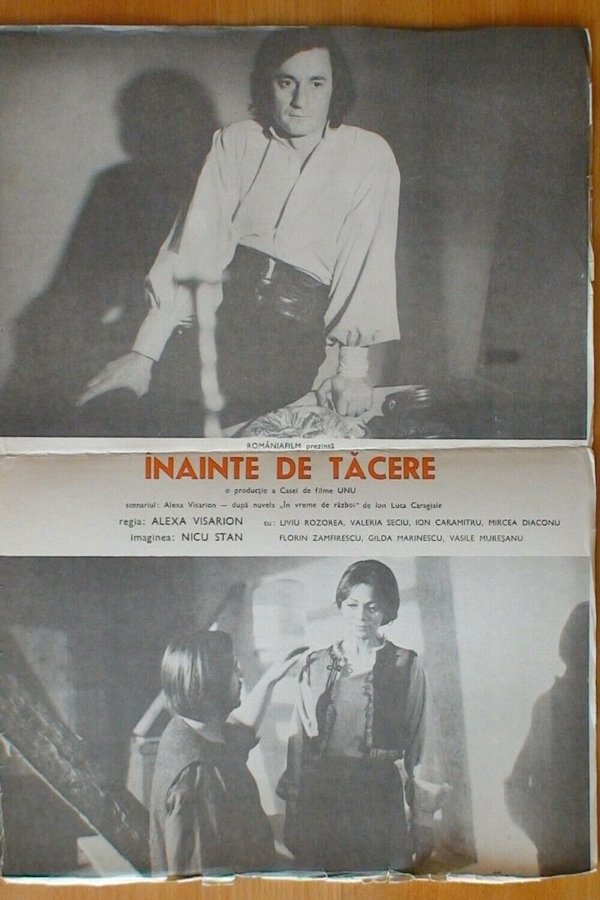 ROMÂNIAFILM prezintă
ÎNAINTE DE TĂCERE
o producție a Casei de filme UNU
scenariul: Alexa Visarion — după nuvela „În vreme de război" de Ion Luca Caragiale
regia: ALEXA VISARION cu: LIVIU ROZOREA, VALERIA SECIU, ION CARAMITRU, MIRCEA DIACONU
imaginea: NICU STAN FLORIN ZAMFIRESCU, GILDA MARINESCU, VASILE MUREȘANU